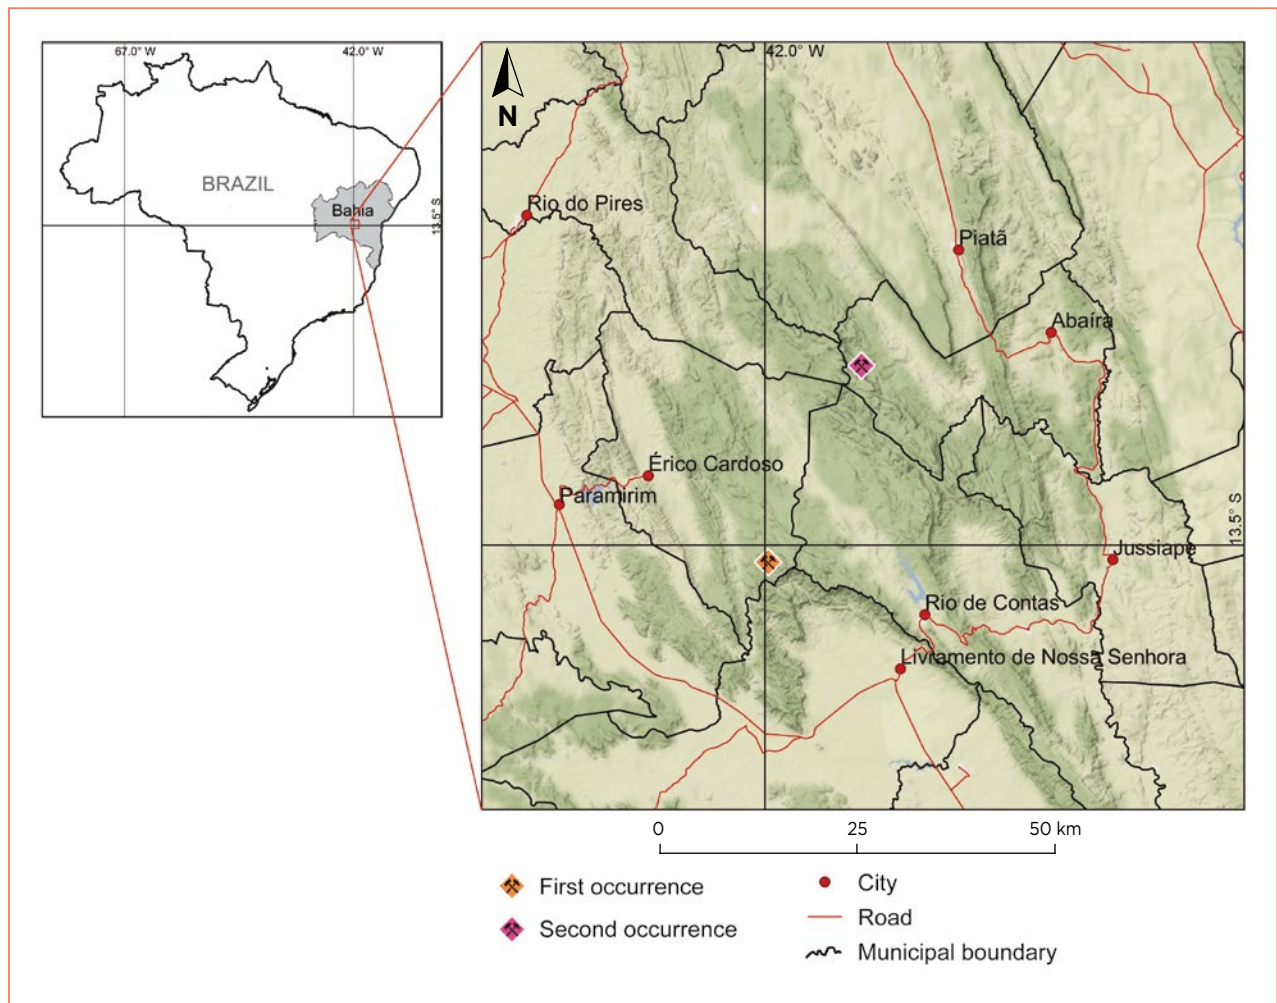 67.0° W
42.0° W
BRAZIL
Bahia
13.5° S
42.0° W
N
Rio do Pires
Piatã
Abaíra
Érico Cardoso
Paramirim
13.5° S
Jussiape
Rio de Contas
Livramento de Nossa Senhora
0 25 50 km
First occurrence
Second occurrence
City
Road
Municipal boundary